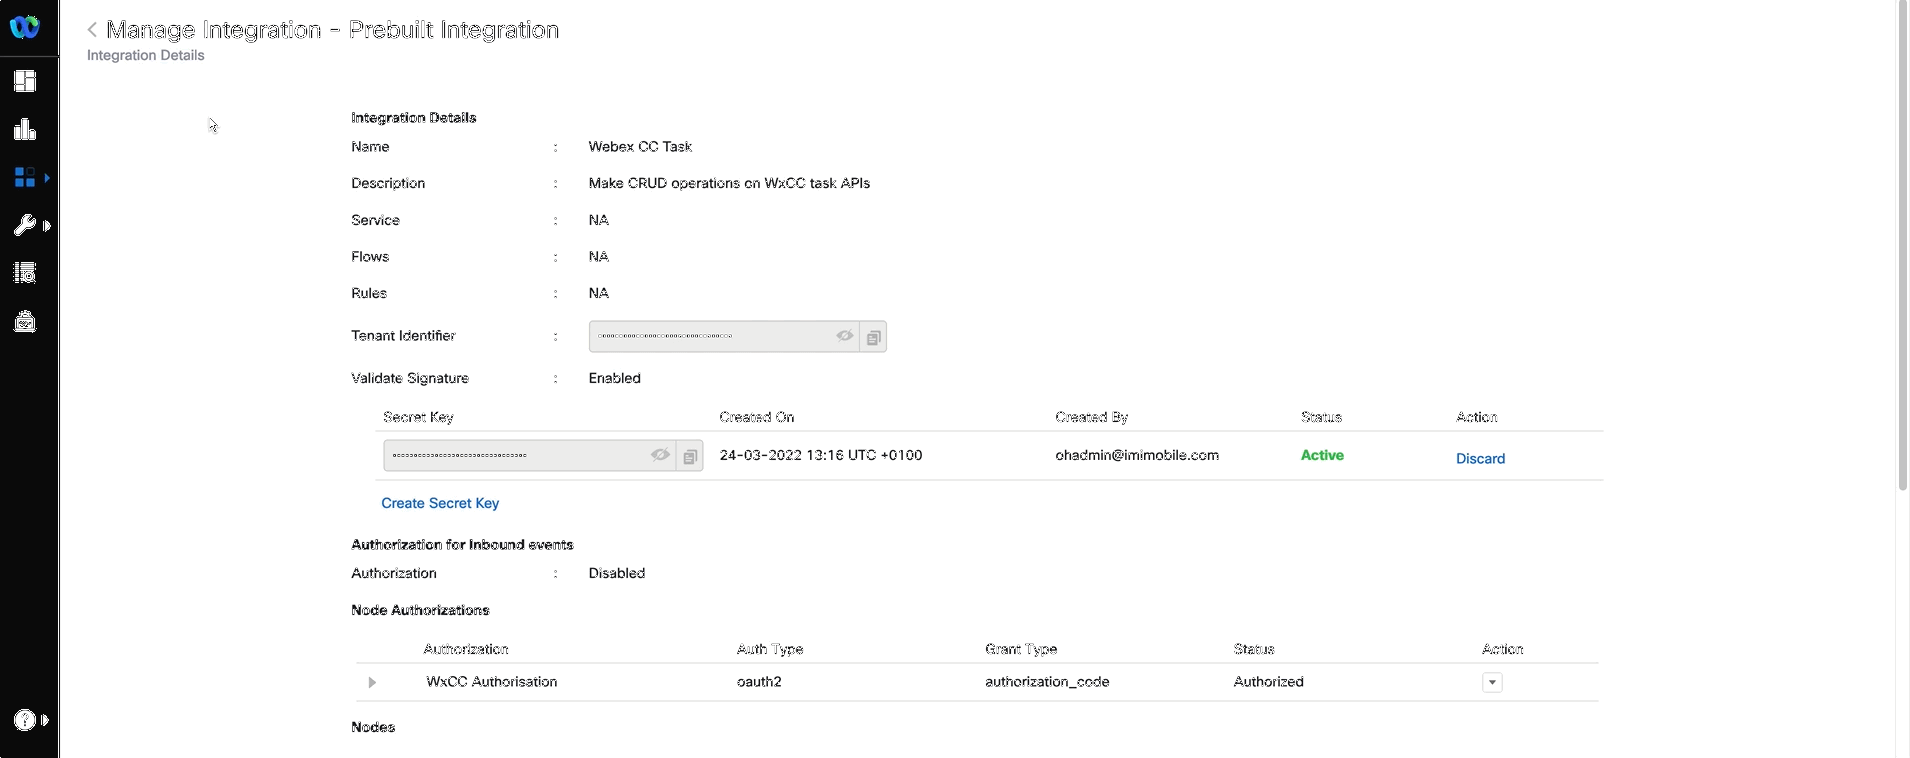 Manage Integration - Prebuilt Integration
Integration Details
Integration Details
Name : Webex CC Task
Description : Make CRUD operations on WxCC task APIs
Service : NA
Flows : NA
Rules : NA
Tenant Identifier :
Validate Signature : Enabled
Secret Key Created On Created By Status Action
24-03-2022 13:16 UTC +0100 ohadmin@imimobile.com Active Discard
Create Secret Key
Authorization for Inbound events
Authorization : Disabled
Node Authorizations
Authorization Auth Type Grant Type Status Action
WxCC Authorisation oauth2 authorization_code Authorized
Nodes